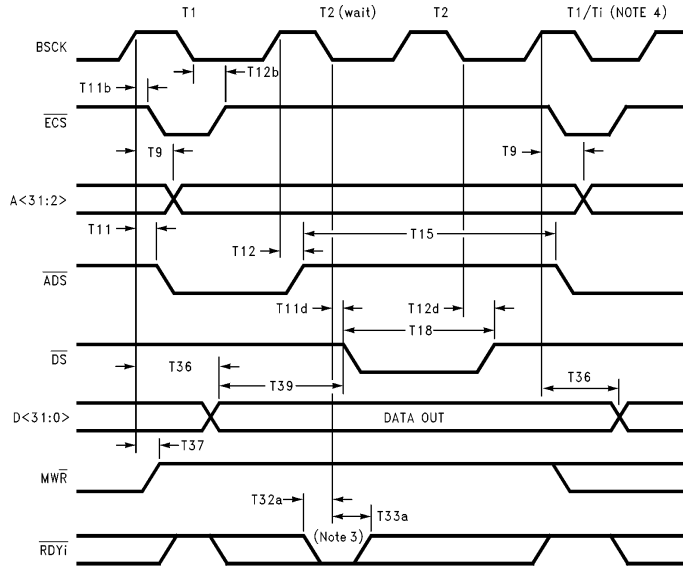 T1 T2 (wait) T2 T1/Ti (NOTE 4)
BSCK
T11b T12b
ECS
T9 T9
A<31:2>
T11 T15
T12
ADS
T11d T12d
T18
DS
T36 T36
T39
D<31:0> DATA OUT
T37
MWR
T32a T33a
(Note 3)
RDYi